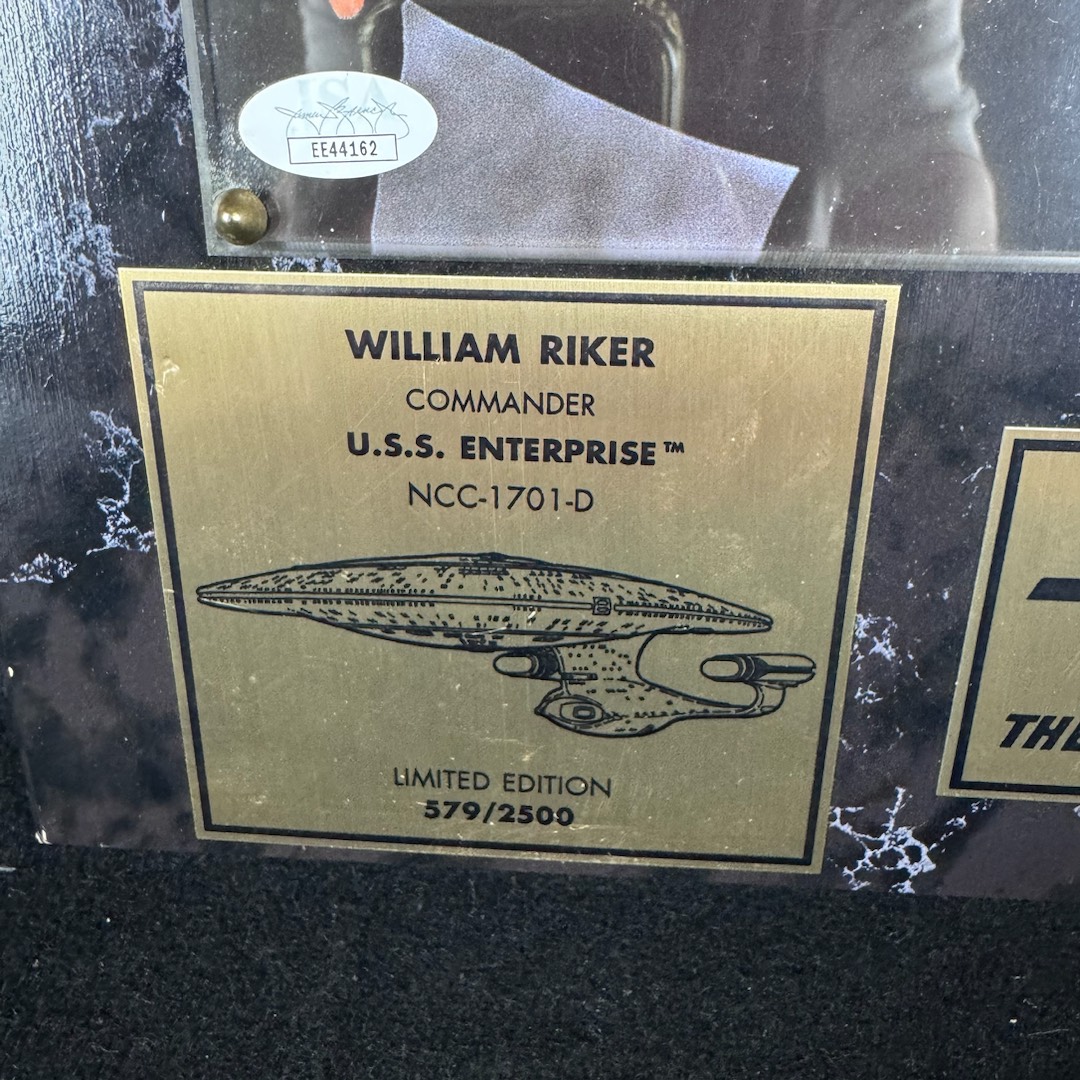 JSA
EE44162
WILLIAM RIKER
COMMANDER
U.S.S. ENTERPRISE™
NCC-1701-D
LIMITED EDITION
579/2500
THE